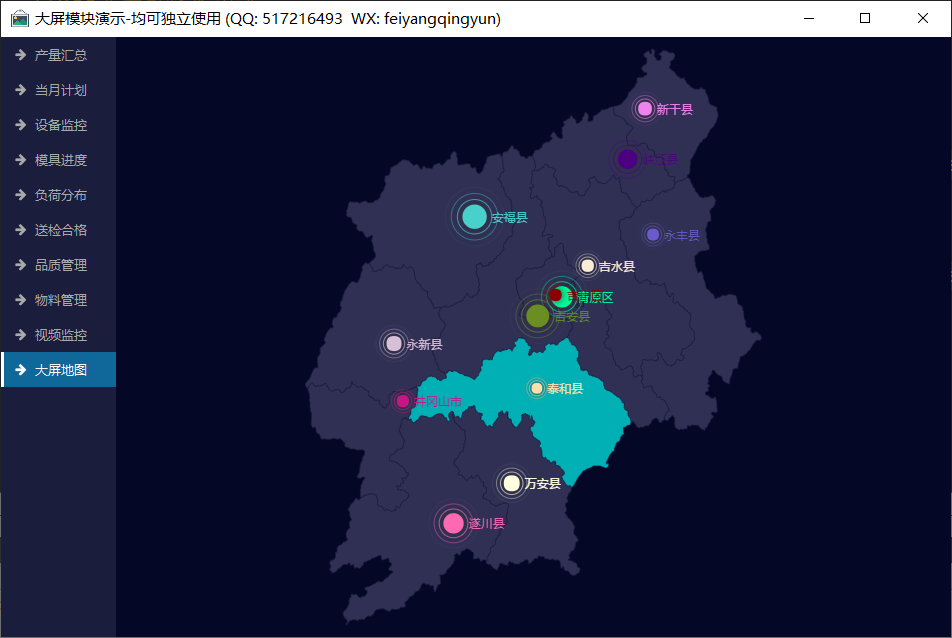 大屏模块演示-均可独立使用 (QQ: 517216493  WX: feiyangqingyun)
产量汇总
当月计划
设备监控
模具进度
负荷分布
送检合格
品质管理
物料管理
视频监控
大屏地图
新干县
峡江县
安福县
永丰县
吉水县
青原区
吉安县
永新县
泰和县
井冈山市
万安县
遂川县